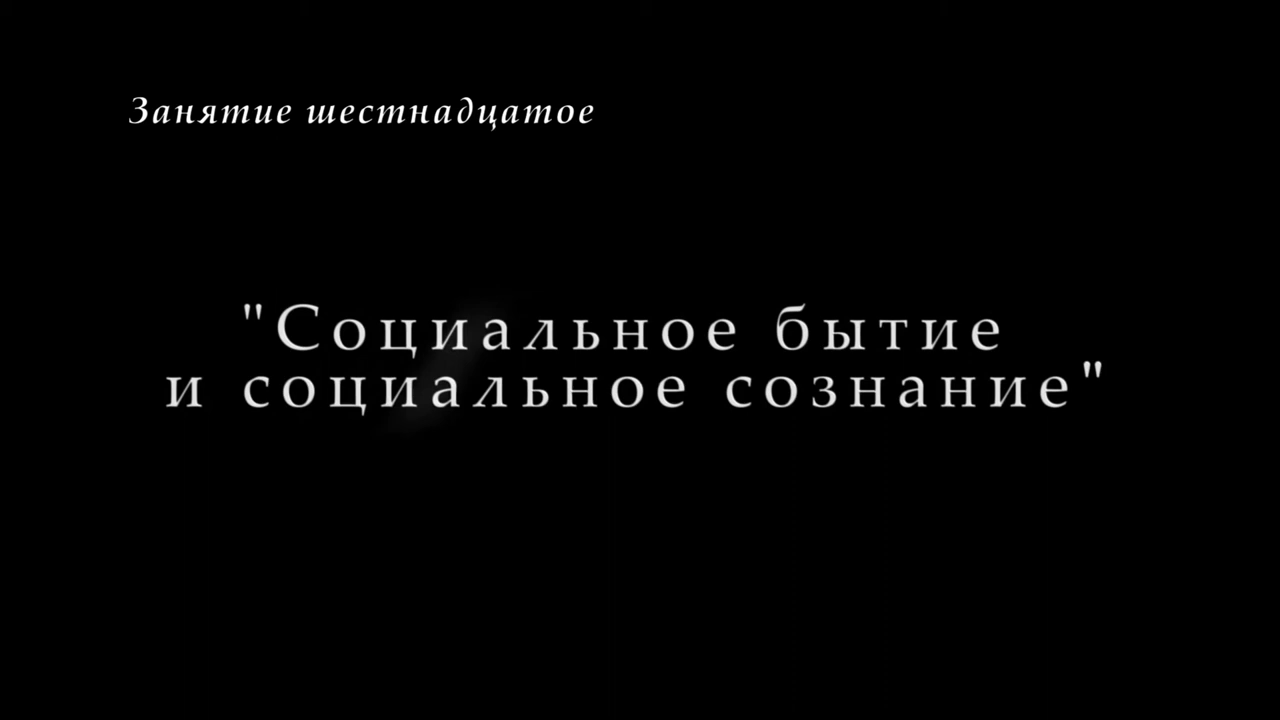 Занятие шестнадцатое
"Социальное бытие
и социальное сознание"